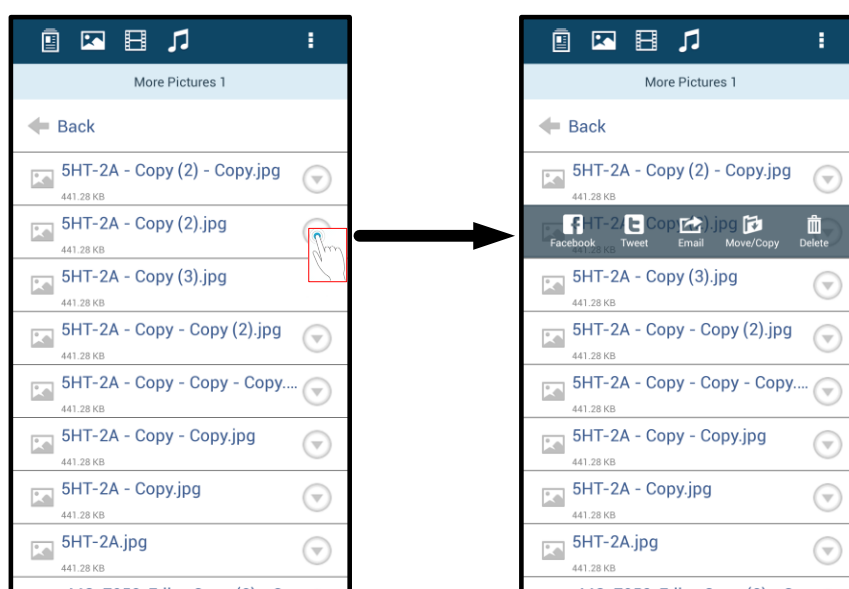 More Pictures 1
Back
5HT-2A - Copy (2) - Copy.jpg
441.28 KB
5HT-2A - Copy (2).jpg
441.28 KB
5HT-2A - Copy (3).jpg
441.28 KB
5HT-2A - Copy - Copy (2).jpg
441.28 KB
5HT-2A - Copy - Copy - Copy....
441.28 KB
5HT-2A - Copy - Copy.jpg
441.28 KB
5HT-2A - Copy.jpg
441.28 KB
5HT-2A.jpg
441.28 KB
More Pictures 1
Back
5HT-2A - Copy (2) - Copy.jpg
441.28 KB
5HT-2A - Copy (2).jpg
Facebook Tweet Email Move/Copy Delete
5HT-2A - Copy (3).jpg
441.28 KB
5HT-2A - Copy - Copy (2).jpg
441.28 KB
5HT-2A - Copy - Copy - Copy....
441.28 KB
5HT-2A - Copy - Copy.jpg
441.28 KB
5HT-2A - Copy.jpg
441.28 KB
5HT-2A.jpg
441.28 KB